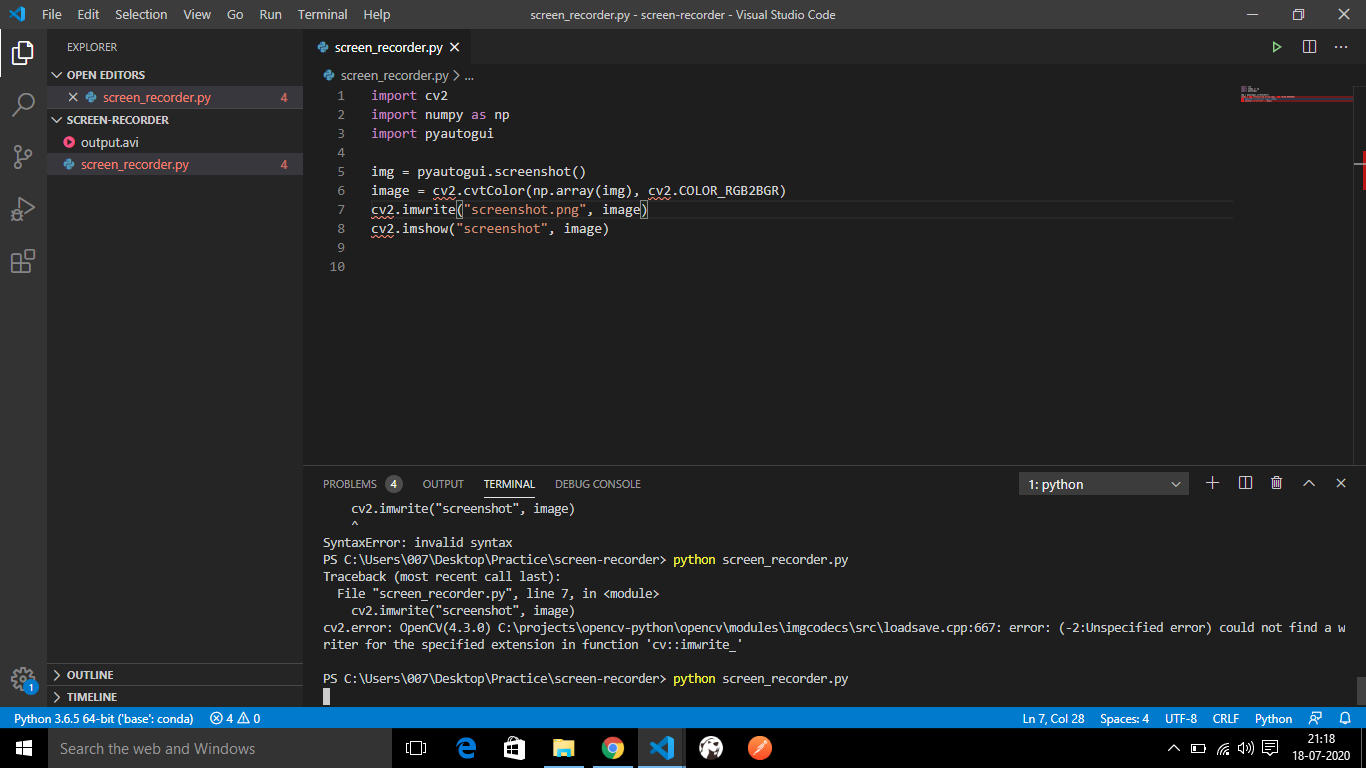 File Edit Selection View Go Run Terminal Help screen_recorder.py - screen-recorder - Visual Studio Code
EXPLORER
OPEN EDITORS
screen_recorder.py 4
SCREEN-RECORDER
output.avi
screen_recorder.py 4
OUTLINE
TIMELINE
1
screen_recorder.py
screen_recorder.py > ...
1 import cv2
2 import numpy as np
3 import pyautogui
4
5 img = pyautogui.screenshot()
6 image = cv2.cvtColor(np.array(img), cv2.COLOR_RGB2BGR)
7 cv2.imwrite("screenshot.png", image)
8 cv2.imshow("screenshot", image)
9
10
PROBLEMS 4 OUTPUT TERMINAL DEBUG CONSOLE 1: python
    cv2.imwrite("screenshot", image)
    ^
SyntaxError: invalid syntax
PS C:\Users\007\Desktop\Practice\screen-recorder> python screen_recorder.py
Traceback (most recent call last):
  File "screen_recorder.py", line 7, in <module>
    cv2.imwrite("screenshot", image)
cv2.error: OpenCV(4.3.0) C:\projects\opencv-python\opencv\modules\imgcodecs\src\loadsave.cpp:667: error: (-2:Unspecified error) could not find a w
riter for the specified extension in function 'cv::imwrite_'
PS C:\Users\007\Desktop\Practice\screen-recorder> python screen_recorder.py
Python 3.6.5 64-bit ('base': conda) 4 0 Ln 7, Col 28 Spaces: 4 UTF-8 CRLF Python
Search the web and Windows
21:18
18-07-2020